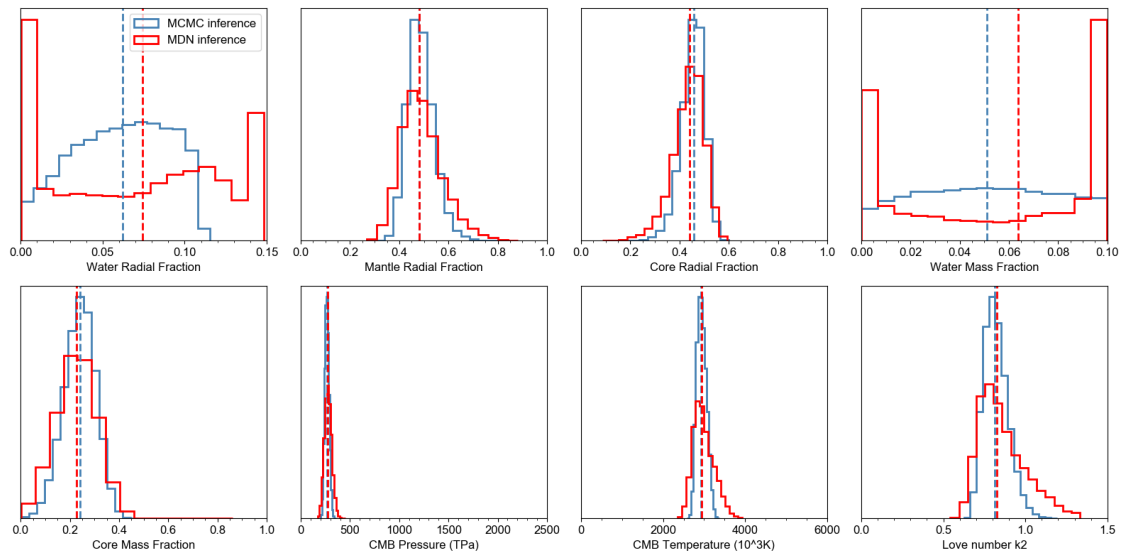 MCMC inference
MDN inference
0.00 0.05 0.10 0.15
Water Radial Fraction
0.0 0.2 0.4 0.6 0.8 1.0
Mantle Radial Fraction
0.0 0.2 0.4 0.6 0.8 1.0
Core Radial Fraction
0.00 0.02 0.04 0.06 0.08 0.10
Water Mass Fraction
0.0 0.2 0.4 0.6 0.8 1.0
Core Mass Fraction
0 500 1000 1500 2000 2500
CMB Pressure (TPa)
0 2000 4000 6000
CMB Temperature (10^3K)
0.0 0.5 1.0 1.5
Love number k2